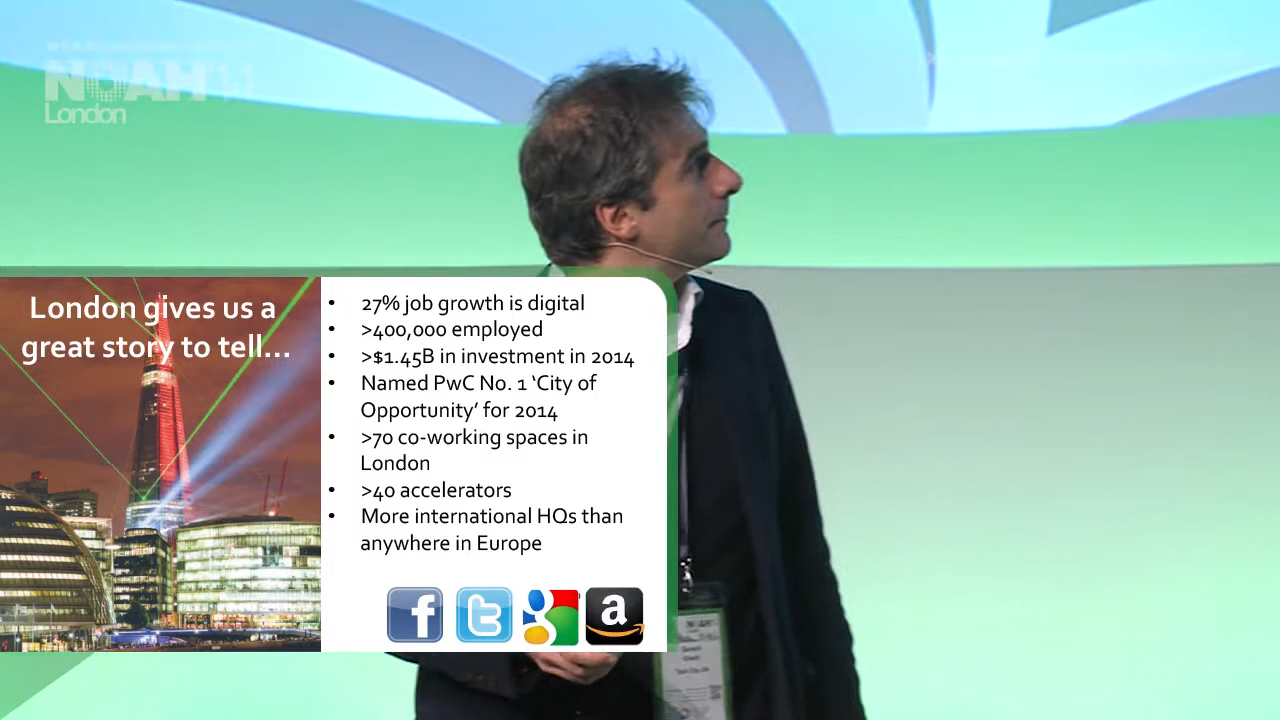 NOAH14
London
London gives us a
great story to tell...
• 27% job growth is digital
• >400,000 employed
• >$1.45B in investment in 2014
• Named PwC No. 1 ‘City of
Opportunity’ for 2014
• >70 co-working spaces in
London
• >40 accelerators
• More international HQs than
anywhere in Europe
f
t
g
a